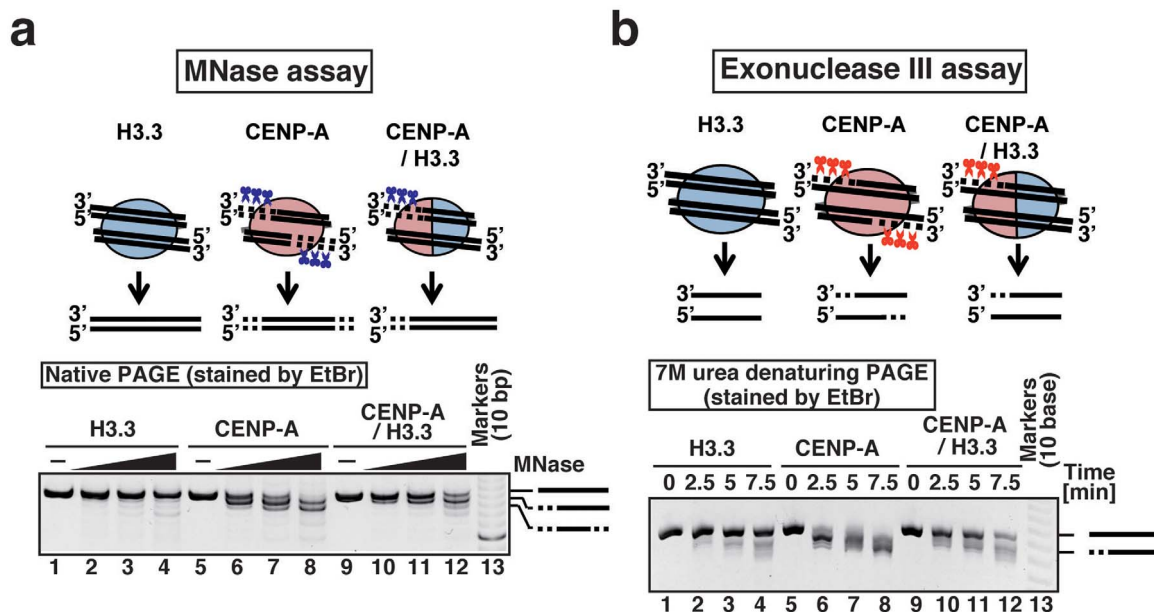 a
MNase assay
H3.3
CENP-A
CENP-A
/ H3.3
3'
5'
5'
3'
3'
5'
5'
3'
3'
5'
5'
3'
3'
5'
3'
5'
3'
5'
Native PAGE (stained by EtBr)
H3.3
CENP-A
CENP-A
/ H3.3
Markers
(10 bp)
– – –
MNase
1 2 3 4 5 6 7 8 9 10 11 12 13
b
Exonuclease III assay
H3.3
CENP-A
CENP-A
/ H3.3
3'
5'
5'
3'
3'
5'
5'
3'
3'
5'
5'
3'
3'
5'
3'
5'
3'
5'
7M urea denaturing PAGE
(stained by EtBr)
H3.3
CENP-A
CENP-A
/ H3.3
Markers
(10 base)
0 2.5 5 7.5 0 2.5 5 7.5 0 2.5 5 7.5
Time
[min]
1 2 3 4 5 6 7 8 9 10 11 12 13